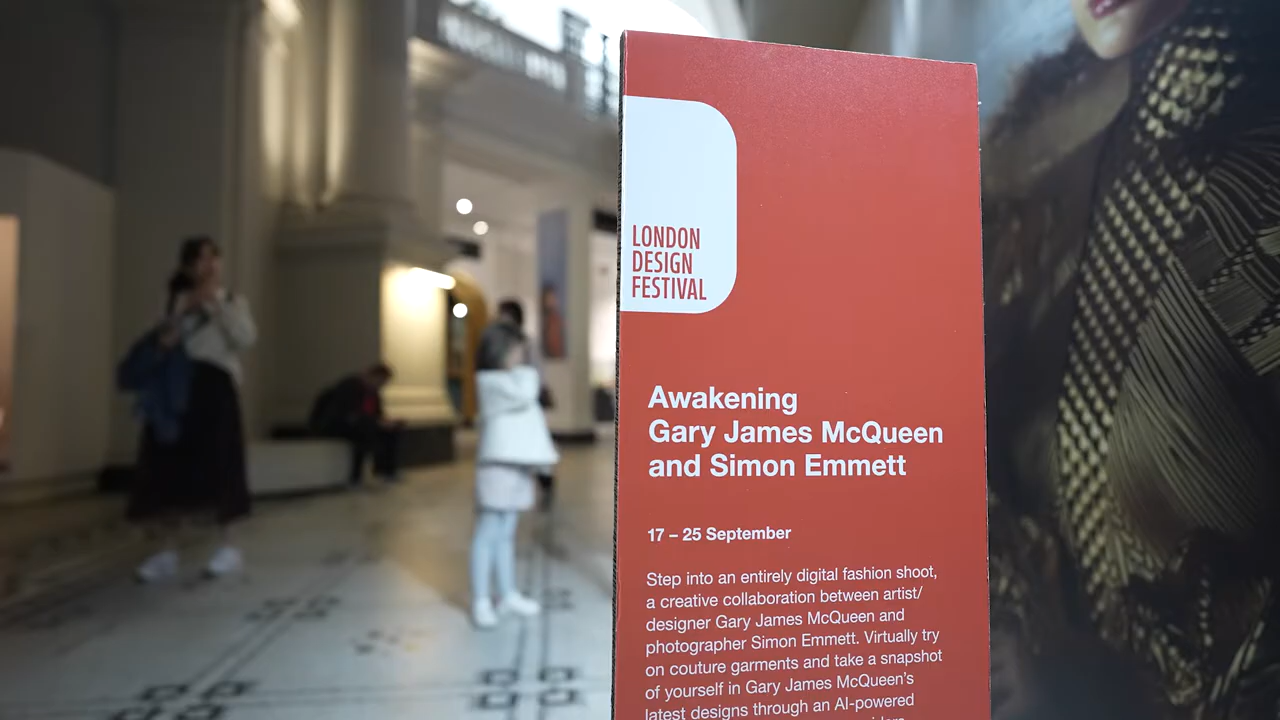 LONDON
DESIGN
FESTIVAL
Awakening
Gary James McQueen
and Simon Emmett
17 – 25 September
Step into an entirely digital fashion shoot,
a creative collaboration between artist/
designer Gary James McQueen and
photographer Simon Emmett. Virtually try
on couture garments and take a snapshot
of yourself in Gary James McQueen's
latest designs through an AI-powered